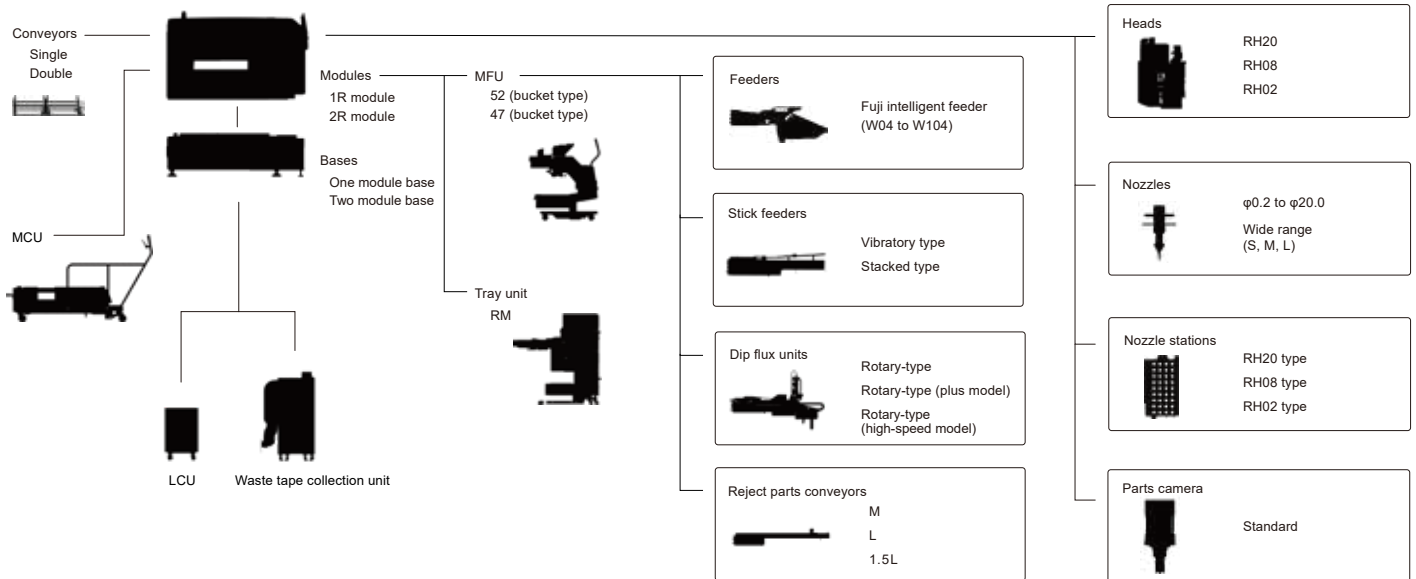 Conveyors
Single
Double
MCU
Modules
1R module
2R module
Bases
One module base
Two module base
LCU
Waste tape collection unit
MFU
52 (bucket type)
47 (bucket type)
Tray unit
RM
Feeders
Fuji intelligent feeder
(W04 to W104)
Stick feeders
Vibratory type
Stacked type
Dip flux units
Rotary-type
Rotary-type (plus model)
Rotary-type
(high-speed model)
Reject parts conveyors
M
L
1.5L
Heads
RH20
RH08
RH02
Nozzles
φ0.2 to φ20.0
Wide range
(S, M, L)
Nozzle stations
RH20 type
RH08 type
RH02 type
Parts camera
Standard